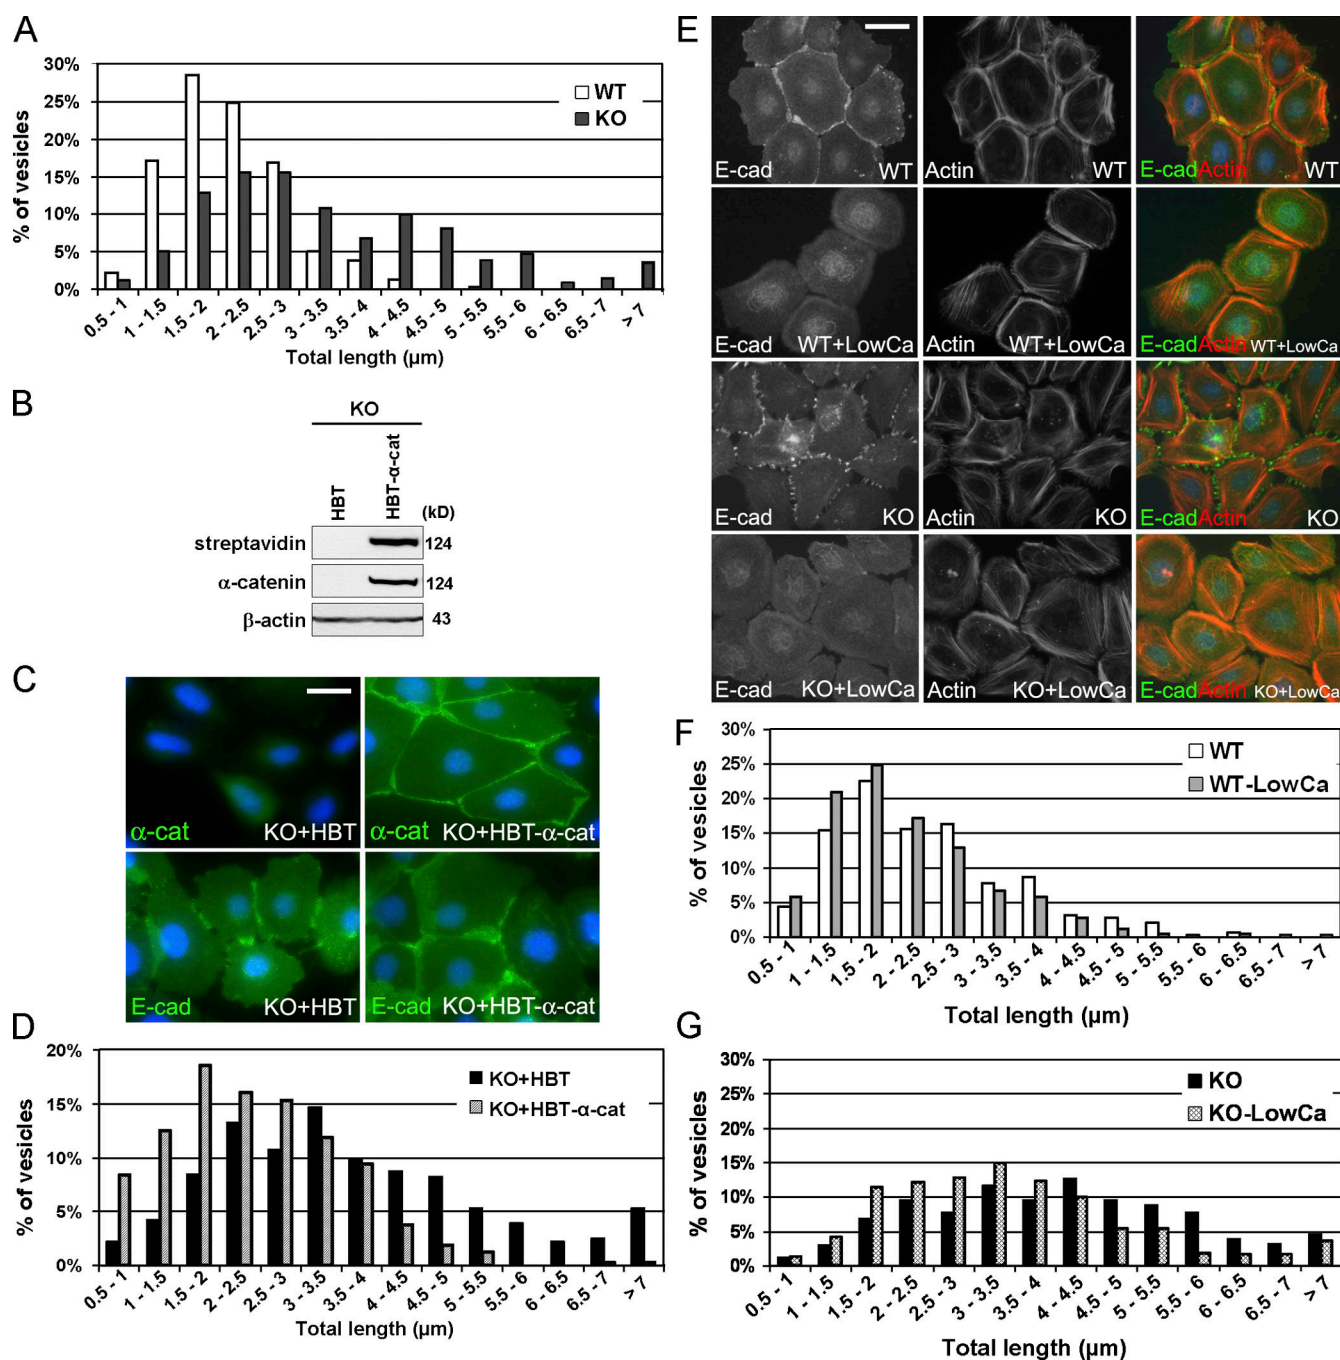 A
30%
25%
20%
15%
10%
5%
0%
% of vesicles
WT
KO
0.5 - 1
1 - 1.5
1.5 - 2
2 - 2.5
2.5 - 3
3 - 3.5
3.5 - 4
4 - 4.5
4.5 - 5
5 - 5.5
5.5 - 6
6 - 6.5
6.5 - 7
> 7
Total length (µm)
B
KO
HBT
HBT-α-cat
(kD)
streptavidin
124
α-catenin
124
β-actin
43
C
α-cat
KO+HBT
α-cat
KO+HBT-α-cat
E-cad
KO+HBT
E-cad
KO+HBT-α-cat
D
20%
15%
10%
5%
0%
% of vesicles
KO+HBT
KO+HBT-α-cat
0.5 - 1
1 - 1.5
1.5 - 2
2 - 2.5
2.5 - 3
3 - 3.5
3.5 - 4
4 - 4.5
4.5 - 5
5 - 5.5
5.5 - 6
6 - 6.5
6.5 - 7
> 7
Total length (µm)
E
E-cad WT
Actin WT
E-cadActin WT
E-cad WT+LowCa
Actin WT+LowCa
E-cadActin WT+LowCa
E-cad KO
Actin KO
E-cadActin KO
E-cad KO+LowCa
Actin KO+LowCa
E-cadActin KO+LowCa
F
30%
25%
20%
15%
10%
5%
0%
% of vesicles
WT
WT-LowCa
0.5 - 1
1 - 1.5
1.5 - 2
2 - 2.5
2.5 - 3
3 - 3.5
3.5 - 4
4 - 4.5
4.5 - 5
5 - 5.5
5.5 - 6
6 - 6.5
6.5 - 7
> 7
Total length (µm)
G
30%
25%
20%
15%
10%
5%
0%
% of vesicles
KO
KO-LowCa
0.5 - 1
1 - 1.5
1.5 - 2
2 - 2.5
2.5 - 3
3 - 3.5
3.5 - 4
4 - 4.5
4.5 - 5
5 - 5.5
5.5 - 6
6 - 6.5
6.5 - 7
> 7
Total length (µm)